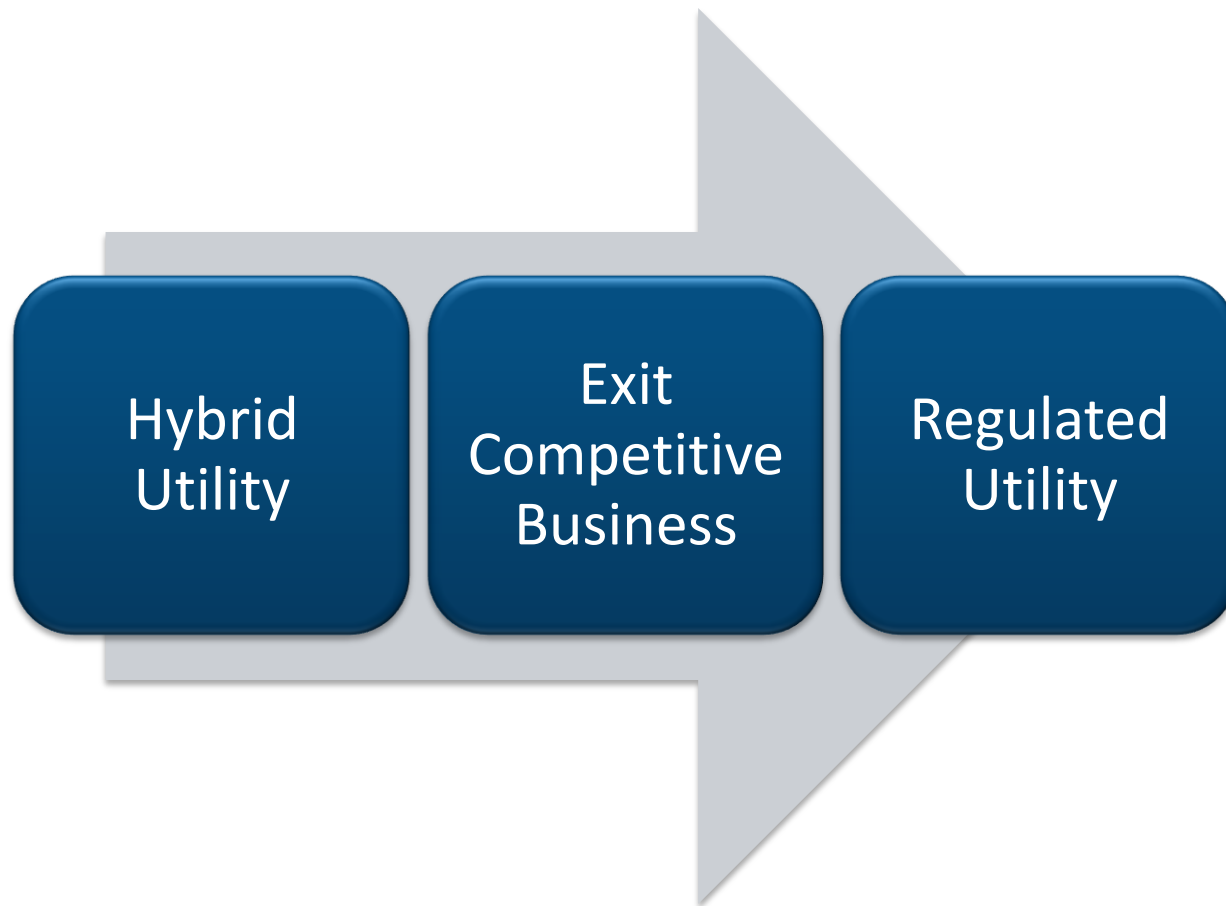 Hybrid
Utility
Exit
Competitive
Business
Regulated
Utility